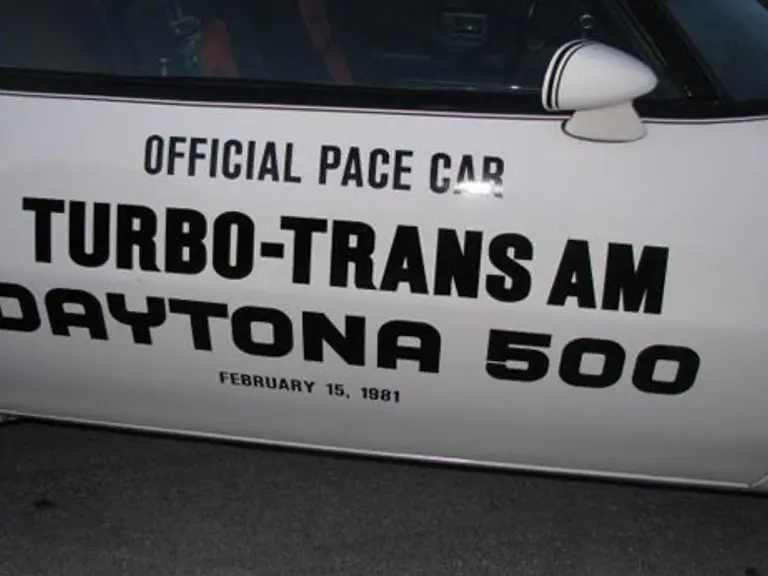 OFFICIAL PACE CAR
TURBO-TRANS AM
DAYTONA 500
FEBRUARY 15, 1981